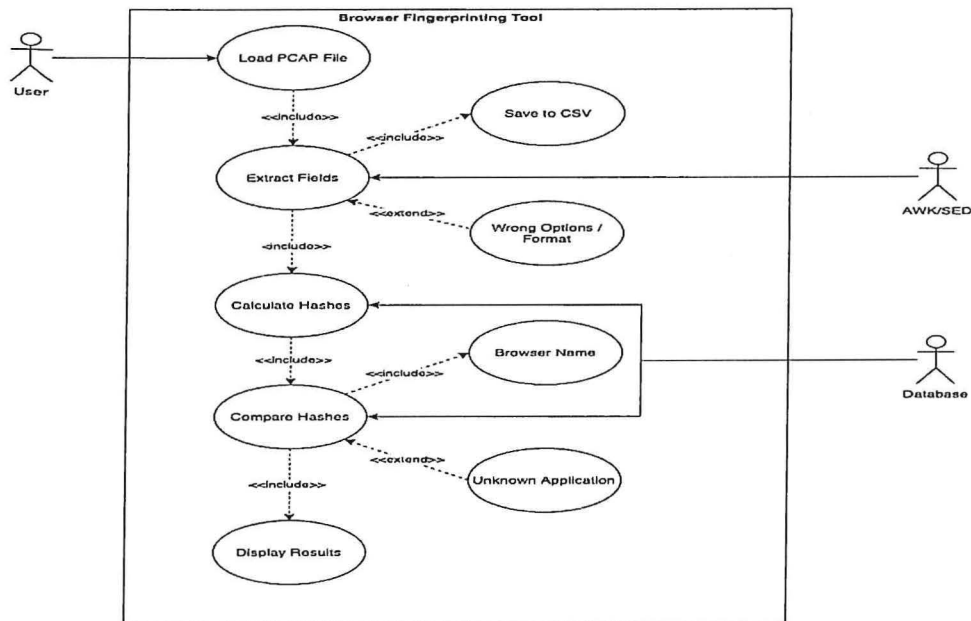 Browser Fingerprinting Tool
User
Load PCAP File
<<include>>
Save to CSV
<<include>>
Extract Fields
AWK/SED
<<extend>>
Wrong Options /
Format
<include>>
Calculate Hashes
<<include>>
Browser Name
<<include>>
Database
Compare Hashes
<<extend>>
Unknown Application
<<include>>
Display Results